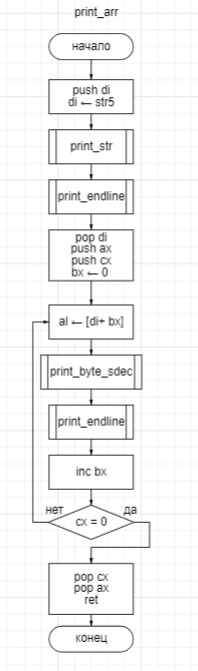 print_arr
начало
push di
di ← str5
print_str
print_endline
pop di
push ax
push cx
bx ← 0
al ← [di+ bx]
print_byte_sdec
print_endline
inc bx
нет
да
cx = 0
pop cx
pop ax
ret
конец